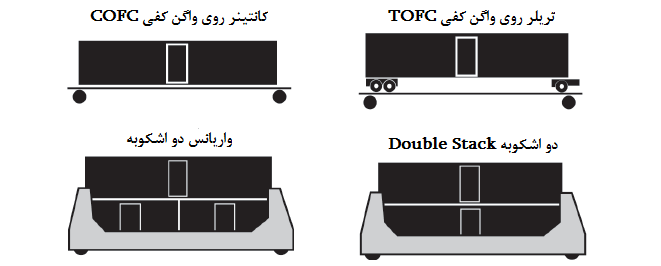 تریلر روی واگن کفی TOFC
کانتینر روی واگن کفی COFC
دو اشکوبه Double Stack
واریانس دو اشکوبه